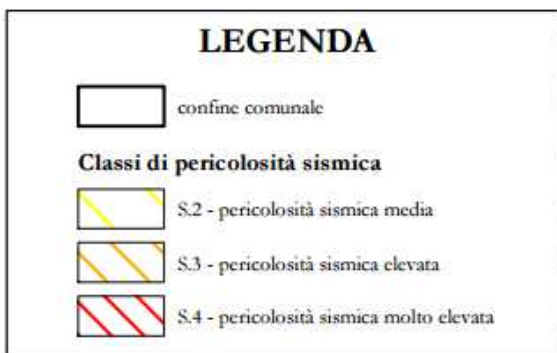 LEGENDA
confine comunale
Classi di pericolosità sismica
S.2 - pericolosità sismica media
S.3 - pericolosità sismica elevata
S.4 - pericolosità sismica molto elevata